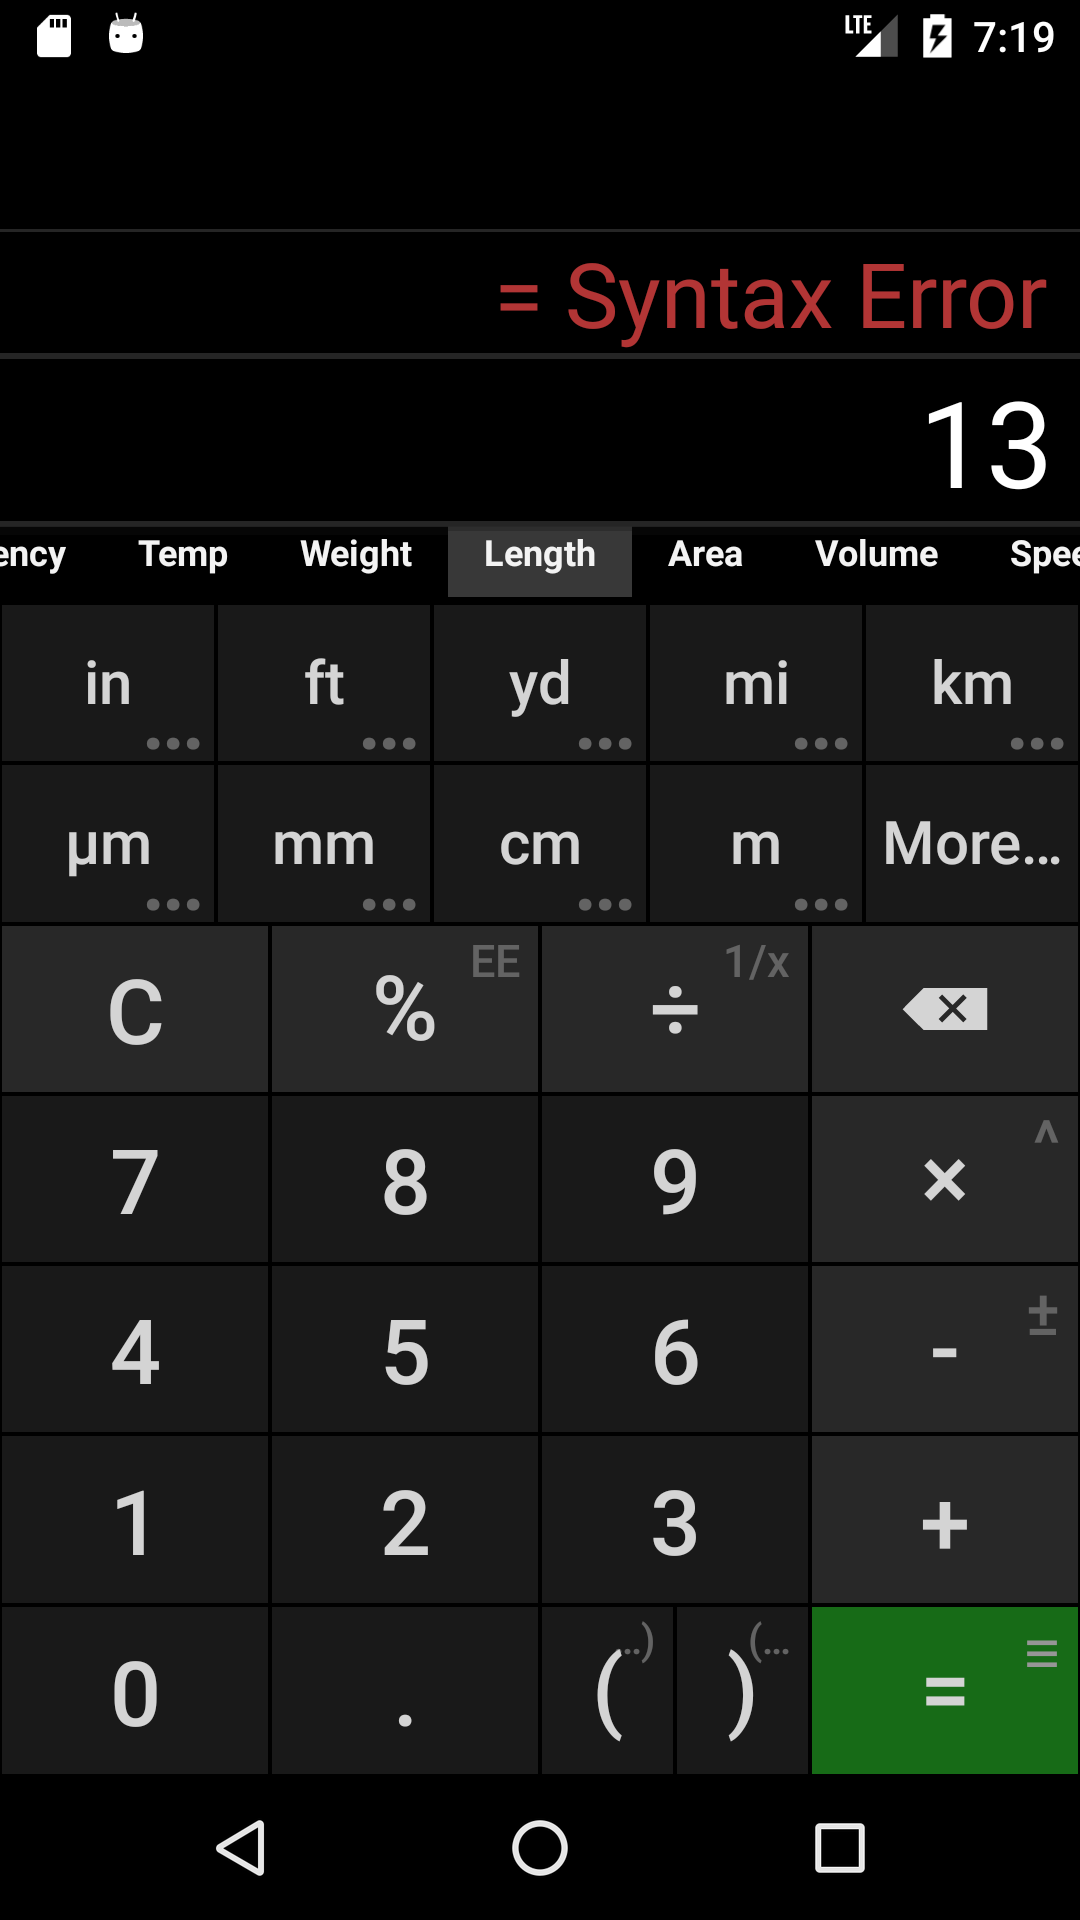 LTE 7:19
= Syntax Error
13
ency Temp Weight Length Area Volume Spee
in ft yd mi km
µm mm cm m More...
C % EE ÷ 1/x
7 8 9 × ^
4 5 6 - ±
1 2 3 +
0 . ( ..) ) (... = ≡